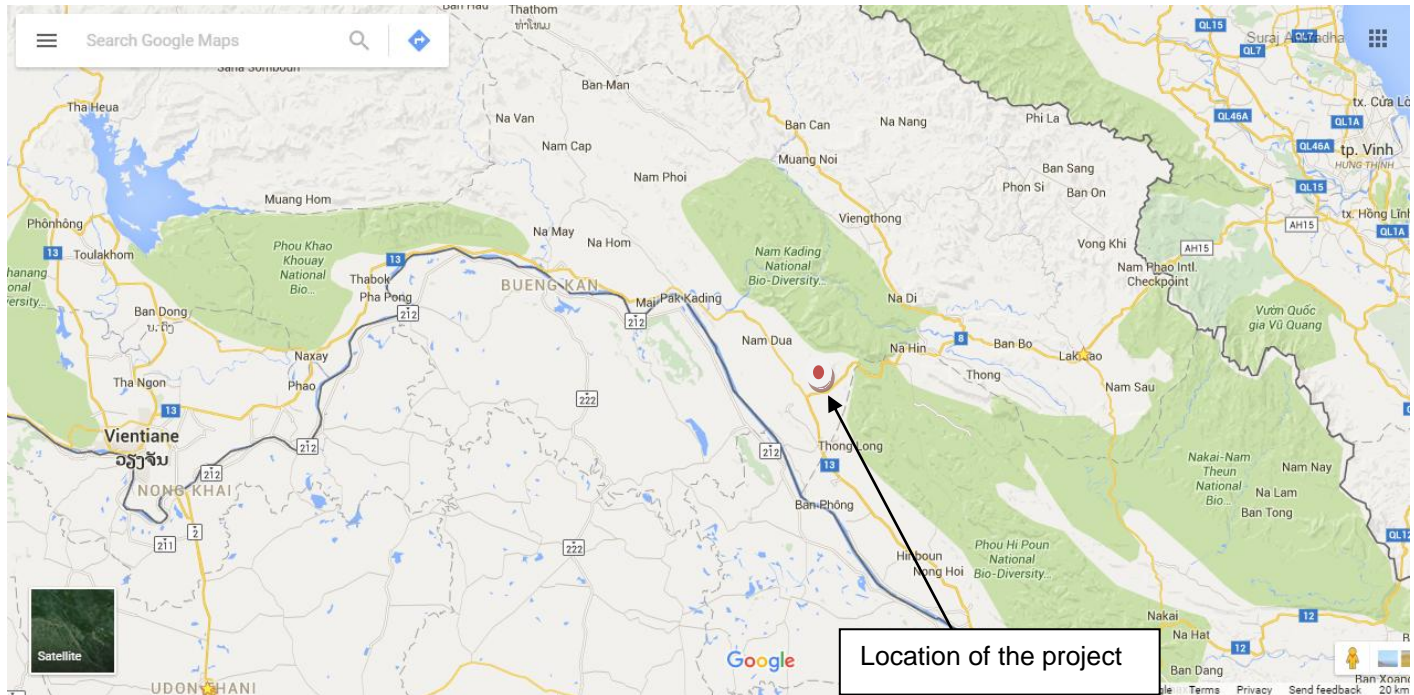 Search Google Maps
Thathom
ທ່າໂທມ
Suraj
QL15
QL7
Tha Heua
Ban-Man
Na Van
Nam Cap
Ban Can
Na Nang
Phi La
QL46A
tx. Cửa Lò
QL1A
QL46A
tp. Vinh
HƯNG THỊNH
Muang Noi
Nam Phoi
Ban Sang
Phon Si
Ban On
QL15
Muang Hom
Viengthong
AH15
tx. Hồng Lĩnh
QL1A
Phônhông
13
Toulakhom
Phou Khao
Khouay
National
Bio...
Na May
Na Hom
Nam Kading
National
Bio-Diversity...
Vong Khi
AH15
Nam Phao Intl.
Checkpoint
13
Thabok
Pha Pong
212
BUENG KAN
Mai
Pak Kading
212
Na Di
Ban Dong
Vườn Quốc
gia Vũ Quang
Naxay
Nam Dua
Na Hin
8
Ban Bo
Lak Sao
Tha Ngon
Phao
Thong
Nam Sau
13
222
Vientiane
ວຽງຈັນ
212
212
212
Thong Long
13
NONG KHAI
Nakai-Nam
Theun
National
Bio...
Nam Nay
Na Lam
Ban Tong
Ban Phông
2
211
222
Hinboun
Nong Hoi
Phou Hi Poun
National
Bio-Diversity...
Nakai
12
Na Hat
12
Satellite
Google
Location of the project
Ban Dang
UDON THANI
Terms
Privacy
Send feedback
20 km